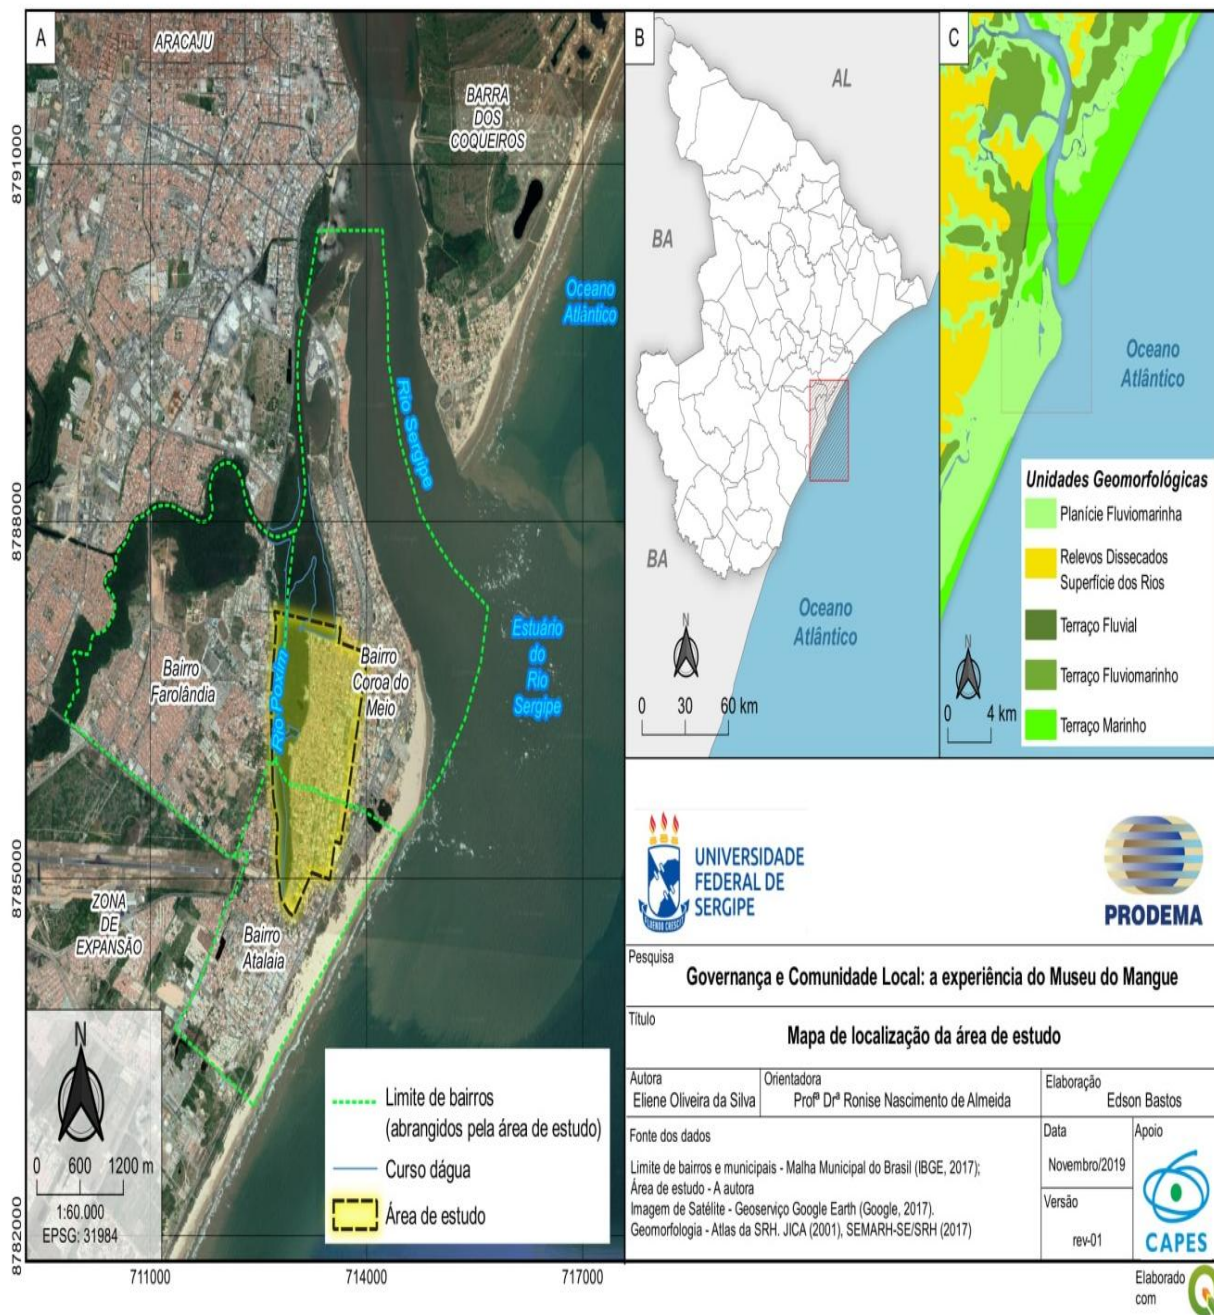 A
ARACAJU
BARRA
DOS
COQUEIROS
Oceano
Atlântico
Rio Sergipe
Estuário
do
Rio
Sergipe
Bairro
Farolândia
Rio Poxim
Bairro
Coroa do
Meio
ZONA
DE
EXPANSÃO
Bairro
Atalaia
8791000
8788000
8785000
8782000
711000
714000
717000
N
0 600 1200 m
1:60.000
EPSG: 31984
Limite de bairros
(abrangidos pela área de estudo)
Curso dágua
Área de estudo
B
AL
BA
BA
Oceano
Atlântico
N
0 30 60 km
C
Oceano
Atlântico
N
0 4 km
Unidades Geomorfológicas
Planície Fluviomarinha
Relevos Dissecados
Superfície dos Rios
Terraço Fluvial
Terraço Fluviomarinho
Terraço Marinho
UNIVERSIDADE
FEDERAL DE
SERGIPE
PRODEMA
Pesquisa
Governança e Comunidade Local: a experiência do Museu do Mangue
Título
Mapa de localização da área de estudo
Autora
Eliene Oliveira da Silva
Orientadora
Profª Drª Ronise Nascimento de Almeida
Elaboração
Edson Bastos
Fonte dos dados
Limite de bairros e municipais - Malha Municipal do Brasil (IBGE, 2017);
Área de estudo - A autora
Imagem de Satélite - Geoserviço Google Earth (Google, 2017).
Geomorfologia - Atlas da SRH. JICA (2001), SEMARH-SE/SRH (2017)
Data
Novembro/2019
Versão
rev-01
Apoio
CAPES
Elaborado
com